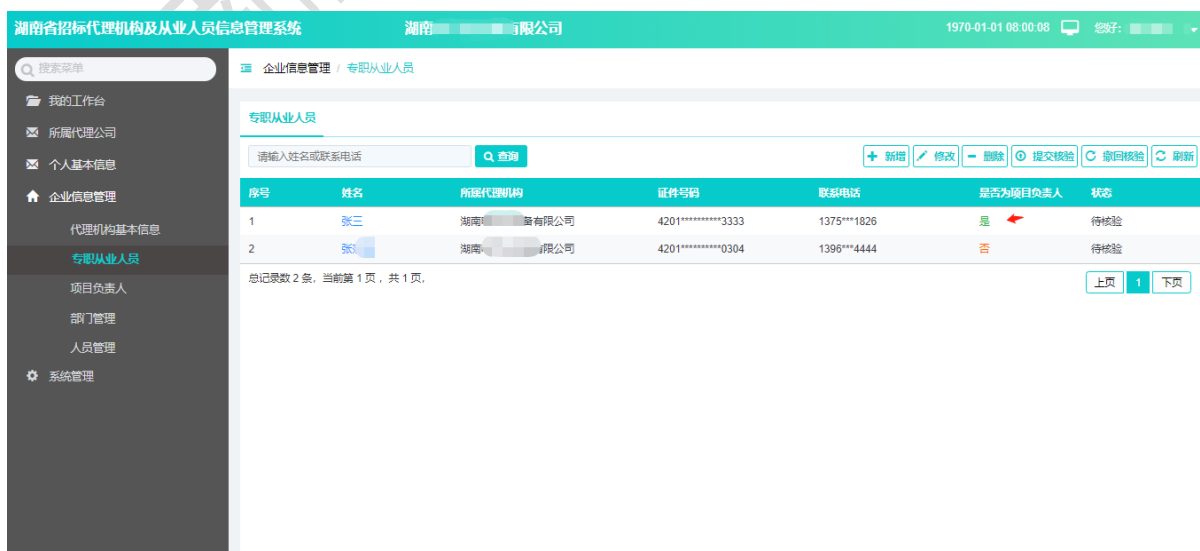 湖南省招标代理机构及从业人员信息管理系统 湖南 有限公司 1970-01-01 08:00:08 您好:
搜索菜单
企业信息管理 / 专职从业人员
我的工作台
所属代理公司
个人基本信息
企业信息管理
代理机构基本信息
专职从业人员
项目负责人
部门管理
人员管理
系统管理
专职从业人员
请输入姓名或联系电话 查询 新增 修改 删除 提交核验 撤回核验 刷新
序号 姓名 所属代理机构 证件号码 联系电话 是否为项目负责人 状态
1 张三 湖南 有限公司 4201**********3333 1375***1826 是 待核验
2 张 湖南 限公司 4201**********0304 1396***4444 否 待核验
总记录数 2 条, 当前第 1 页, 共 1 页, 上页 1 下页